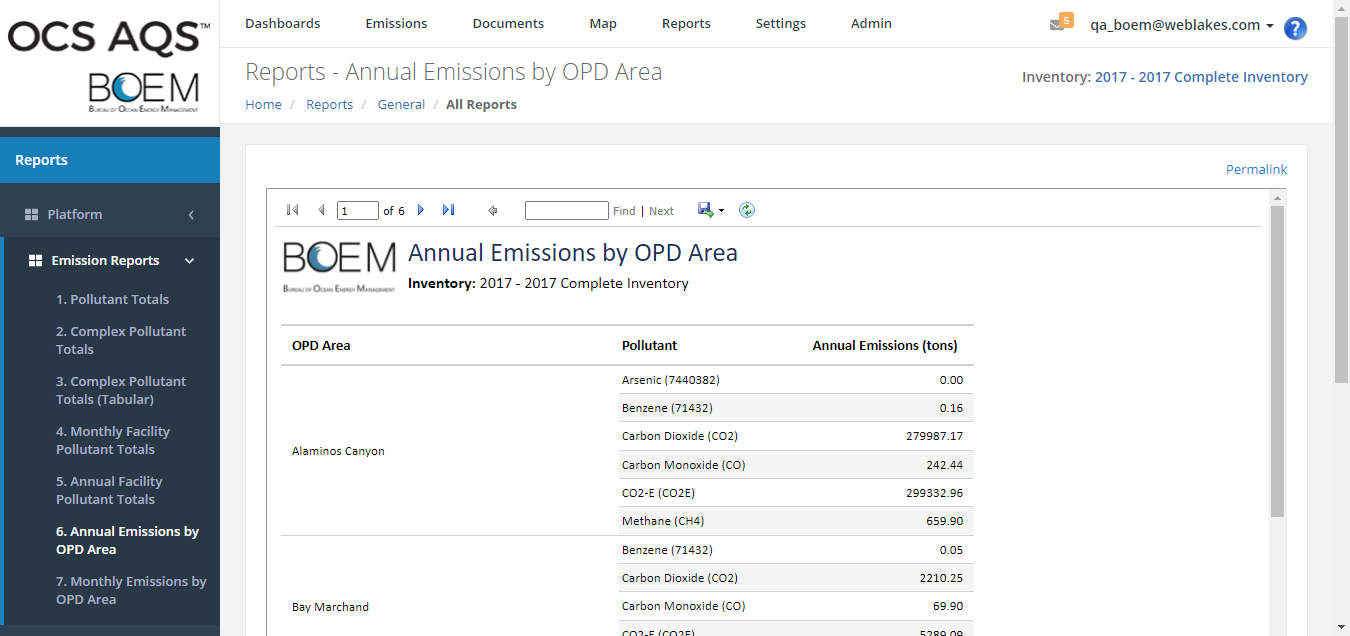 OCS AQS™
BOEM
BUREAU OF OCEAN ENERGY MANAGEMENT
Dashboards Emissions Documents Map Reports Settings Admin
5
qa_boem@weblakes.com
?
Reports - Annual Emissions by OPD Area
Inventory: 2017 - 2017 Complete Inventory
Home / Reports / General / All Reports
Reports
Platform
Emission Reports
1. Pollutant Totals
2. Complex Pollutant
Totals
3. Complex Pollutant
Totals (Tabular)
4. Monthly Facility
Pollutant Totals
5. Annual Facility
Pollutant Totals
6. Annual Emissions by
OPD Area
7. Monthly Emissions by
OPD Area
Permalink
1 of 6 Find | Next
BOEM
BUREAU OF OCEAN ENERGY MANAGEMENT
Annual Emissions by OPD Area
Inventory: 2017 - 2017 Complete Inventory
OPD Area Pollutant Annual Emissions (tons)
Arsenic (7440382) 0.00
Benzene (71432) 0.16
Carbon Dioxide (CO2) 279987.17
Alaminos Canyon
Carbon Monoxide (CO) 242.44
CO2-E (CO2E) 299332.96
Methane (CH4) 659.90
Benzene (71432) 0.05
Carbon Dioxide (CO2) 2210.25
Bay Marchand
Carbon Monoxide (CO) 69.90
CO2-E (CO2E) 5289.09